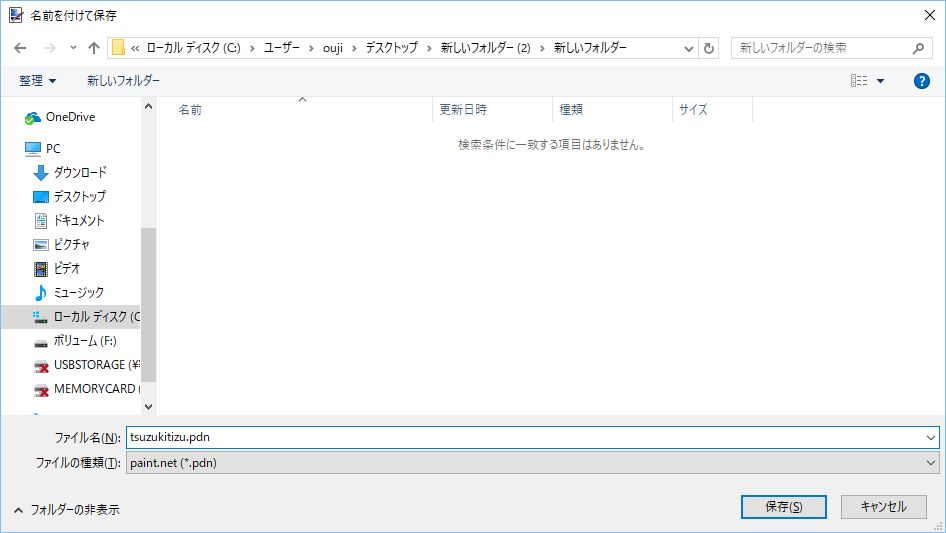 名前を付けて保存
« ローカル ディスク (C:) › ユーザー › ouji › デスクトップ › 新しいフォルダー (2) › 新しいフォルダー
新しいフォルダーの検索
整理 新しいフォルダー
名前 更新日時 種類 サイズ
検索条件に一致する項目はありません。
OneDrive
PC
ダウンロード
デスクトップ
ドキュメント
ピクチャ
ビデオ
ミュージック
ローカル ディスク (C
ボリューム (F:)
USBSTORAGE (¥
MEMORYCARD (
ファイル名(N): tsuzukitizu.pdn
ファイルの種類(T): paint.net (*.pdn)
フォルダーの非表示
保存(S) キャンセル